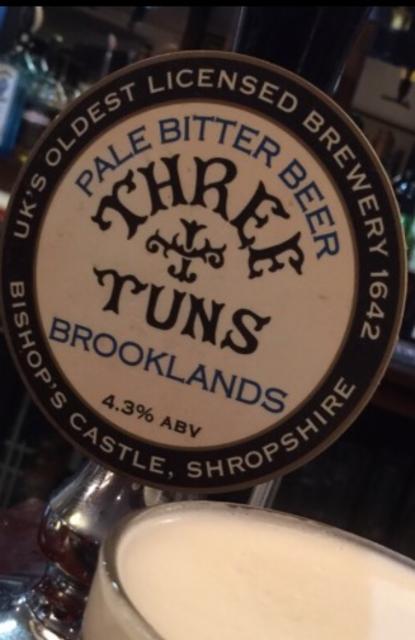 UK'S OLDEST LICENSED BREWERY 1642
PALE BITTER BEER
THREE
TUNS
BROOKLANDS
4.3% ABV
BISHOP'S CASTLE, SHROPSHIRE